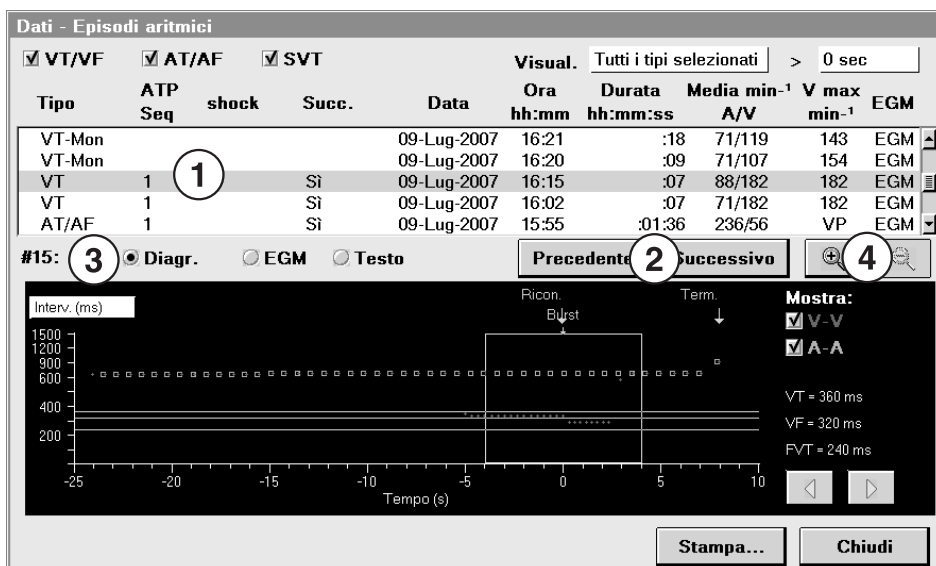 Dati - Episodi aritmici
VT/VF AT/AF SVT Visual. Tutti i tipi selezionati > 0 sec
Tipo ATP Seq shock Succ. Data Ora hh:mm Durata hh:mm:ss Media min-¹ A/V V max min-¹ EGM
VT-Mon 09-Lug-2007 16:21 :18 71/119 143 EGM
VT-Mon 09-Lug-2007 16:20 :09 71/107 154 EGM
VT 1 Sì 09-Lug-2007 16:15 :07 88/182 182 EGM
VT 1 Sì 09-Lug-2007 16:02 :07 71/182 182 EGM
AT/AF 1 Sì 09-Lug-2007 15:55 :01:36 236/56 VP EGM
1
#15: 3 Diagr. EGM Testo Precedente 2 Successivo 4
Interv. (ms)
Ricon.
Burst
Term.
Mostra:
V-V
A-A
1500
1200
900
600
400
200
VT = 360 ms
VF = 320 ms
FVT = 240 ms
-25 -20 -15 -10 -5 0 5 10
Tempo (s)
Stampa... Chiudi